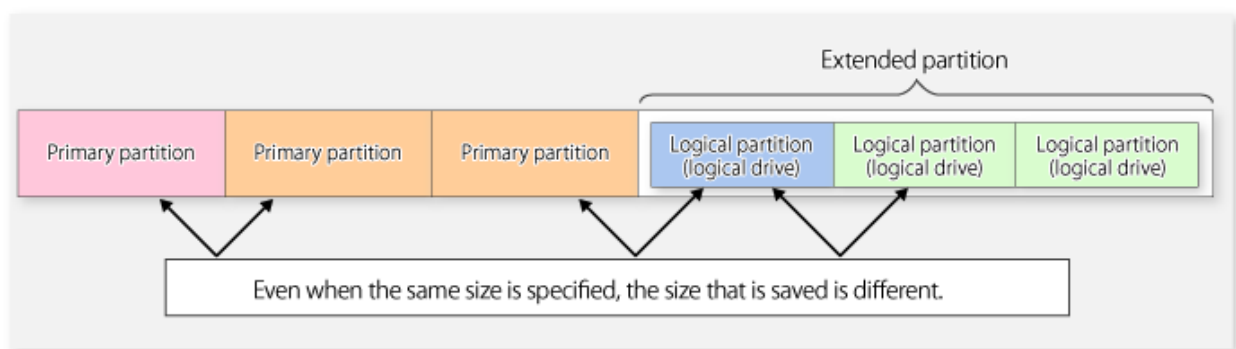 Extended partition
Primary partition
Primary partition
Primary partition
Logical partition
(logical drive)
Logical partition
(logical drive)
Logical partition
(logical drive)
Even when the same size is specified, the size that is saved is different.